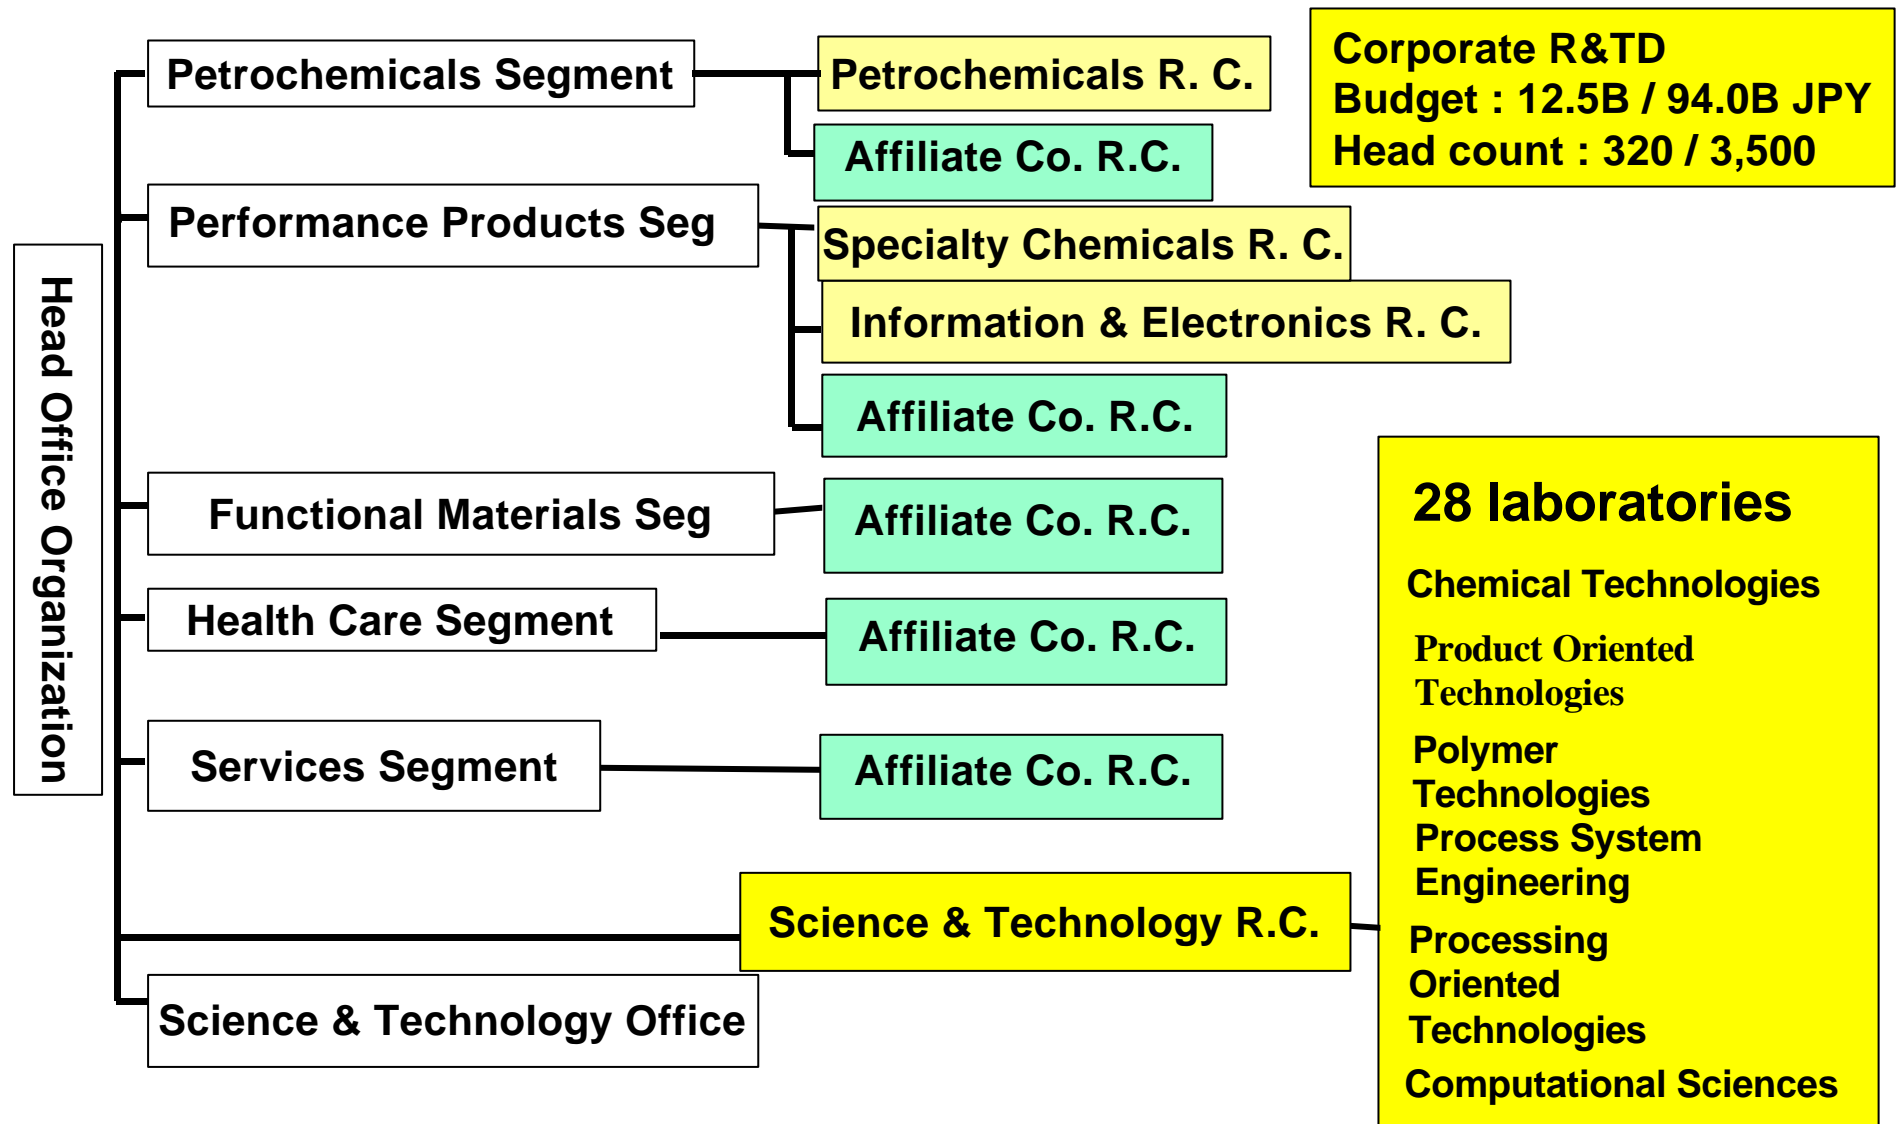 Petrochemicals Segment
Petrochemicals R. C.
Corporate R&TD
Budget : 12.5B / 94.0B JPY
Head count : 320 / 3,500
Affiliate Co. R.C.
Performance Products Seg
Specialty Chemicals R. C.
Information & Electronics R. C.
Affiliate Co. R.C.
Head Office Organization
Functional Materials Seg
Affiliate Co. R.C.
Health Care Segment
Affiliate Co. R.C.
Services Segment
Affiliate Co. R.C.
Science & Technology R.C.
Science & Technology Office
28 laboratories
Chemical Technologies
Product Oriented
Technologies
Polymer
Technologies
Process System
Engineering
Processing
Oriented
Technologies
Computational Sciences